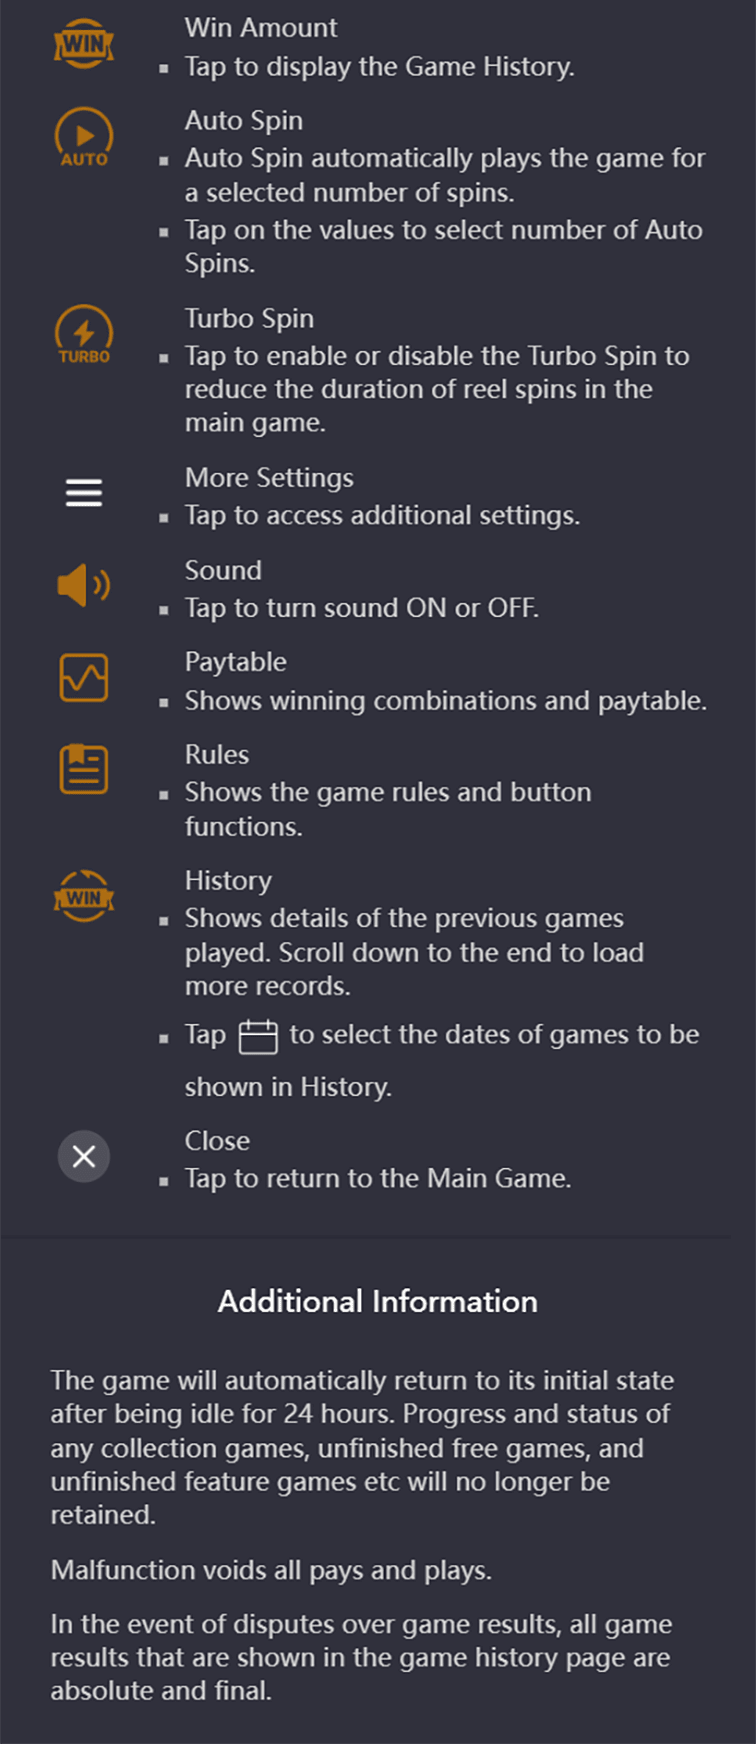 WIN
Win Amount
▪ Tap to display the Game History.
AUTO
Auto Spin
▪ Auto Spin automatically plays the game for
a selected number of spins.
▪ Tap on the values to select number of Auto
Spins.
TURBO
Turbo Spin
▪ Tap to enable or disable the Turbo Spin to
reduce the duration of reel spins in the
main game.
More Settings
▪ Tap to access additional settings.
Sound
▪ Tap to turn sound ON or OFF.
Paytable
▪ Shows winning combinations and paytable.
Rules
▪ Shows the game rules and button
functions.
WIN
History
▪ Shows details of the previous games
played. Scroll down to the end to load
more records.
▪ Tap to select the dates of games to be
shown in History.
Close
▪ Tap to return to the Main Game.
Additional Information
The game will automatically return to its initial state
after being idle for 24 hours. Progress and status of
any collection games, unfinished free games, and
unfinished feature games etc will no longer be
retained.
Malfunction voids all pays and plays.
In the event of disputes over game results, all game
results that are shown in the game history page are
absolute and final.